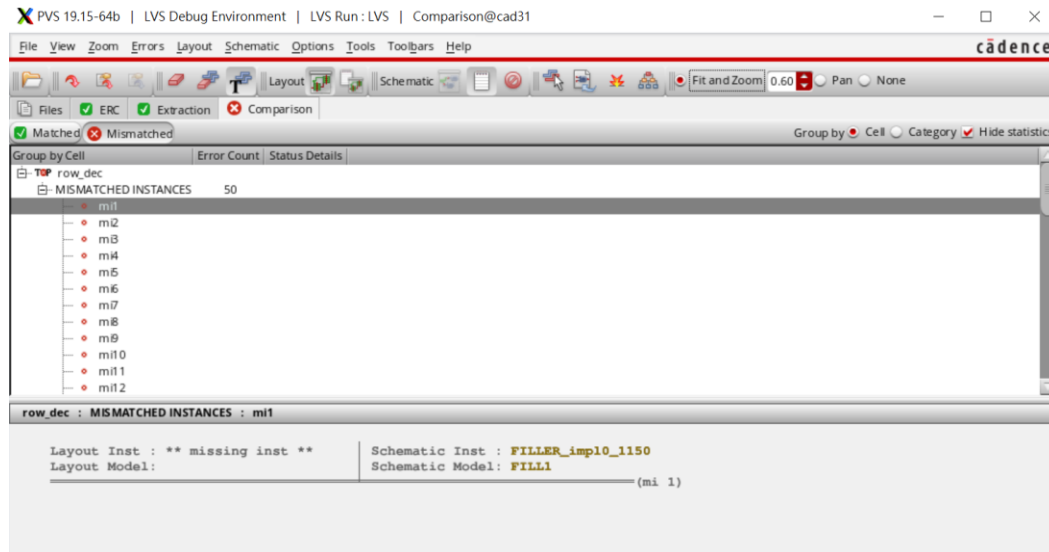 PVS 19.15-64b | LVS Debug Environment | LVS Run : LVS | Comparison@cad31
File View Zoom Errors Layout Schematic Options Tools Toolbars Help
cādence
Layout Schematic Fit and Zoom 0.60 Pan None
Files ERC Extraction Comparison
Matched Mismatched Group by Cell Category Hide statistics
Group by Cell Error Count Status Details
TOP row_dec
MISMATCHED INSTANCES 50
mi1
mi2
mi3
mi4
mi5
mi6
mi7
mi8
mi9
mi10
mi11
mi12
row_dec : MISMATCHED INSTANCES : mi1
Layout Inst : ** missing inst ** Schematic Inst : FILLER_impl0_1150
Layout Model: Schematic Model: FILL1
(mi 1)